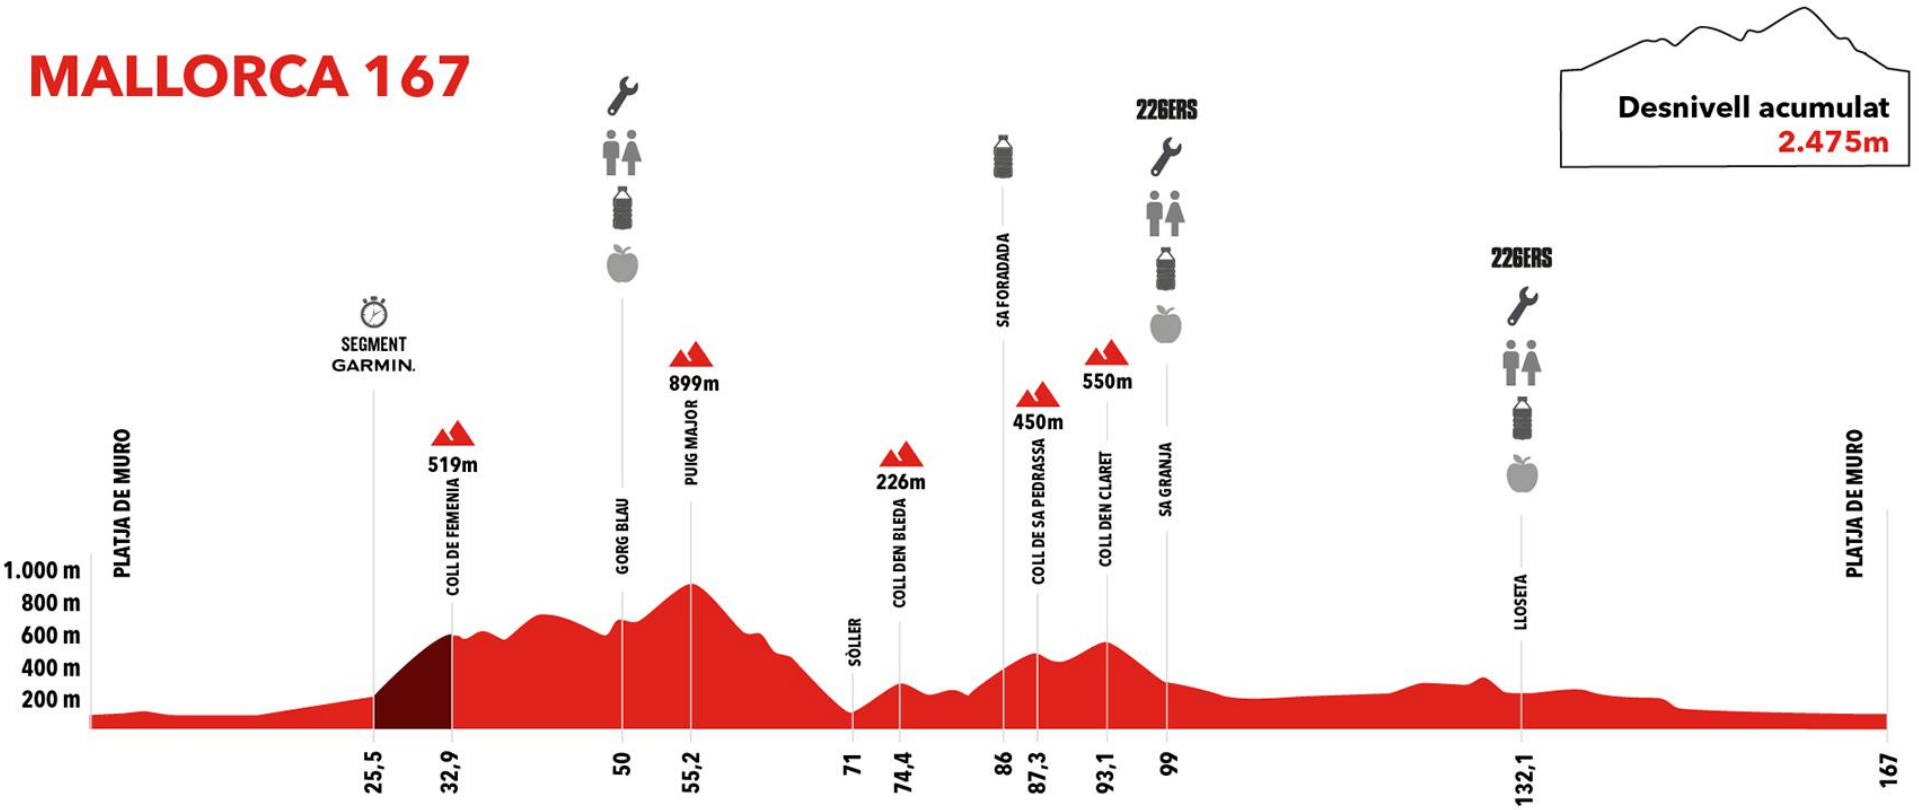 MALLORCA 167
Desnivell acumulat
2.475m
226ERS
226ERS
SEGMENT
GARMIN.
PLATJA DE MURO
519m
COLL DE FEMENIA
GORG BLAU
899m
PUIG MAJOR
SÒLLER
226m
COLL DEN BLEDA
SA FORADADA
450m
COLL DE SA PEDRASSA
550m
COLL DEN CLARET
SA GRANJA
LLOSETA
PLATJA DE MURO
1.000 m
800 m
600 m
400 m
200 m
25,5
32,9
50
55,2
71
74,4
86
87,3
93,1
99
132,1
167